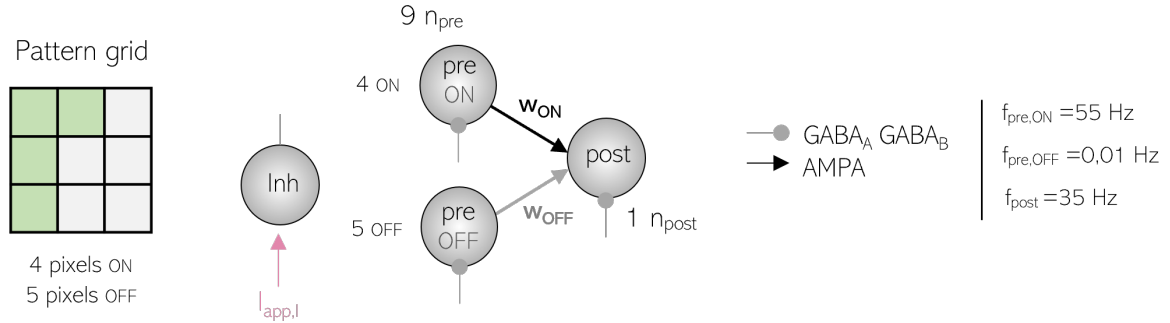 Pattern grid
4 pixels ON
5 pixels OFF
Inh
I_app,I
9 n_pre
4 ON
pre
ON
w_ON
5 OFF
pre
OFF
w_OFF
post
1 n_post
GABA_A GABA_B
AMPA
f_pre,ON =55 Hz
f_pre,OFF =0,01 Hz
f_post =35 Hz